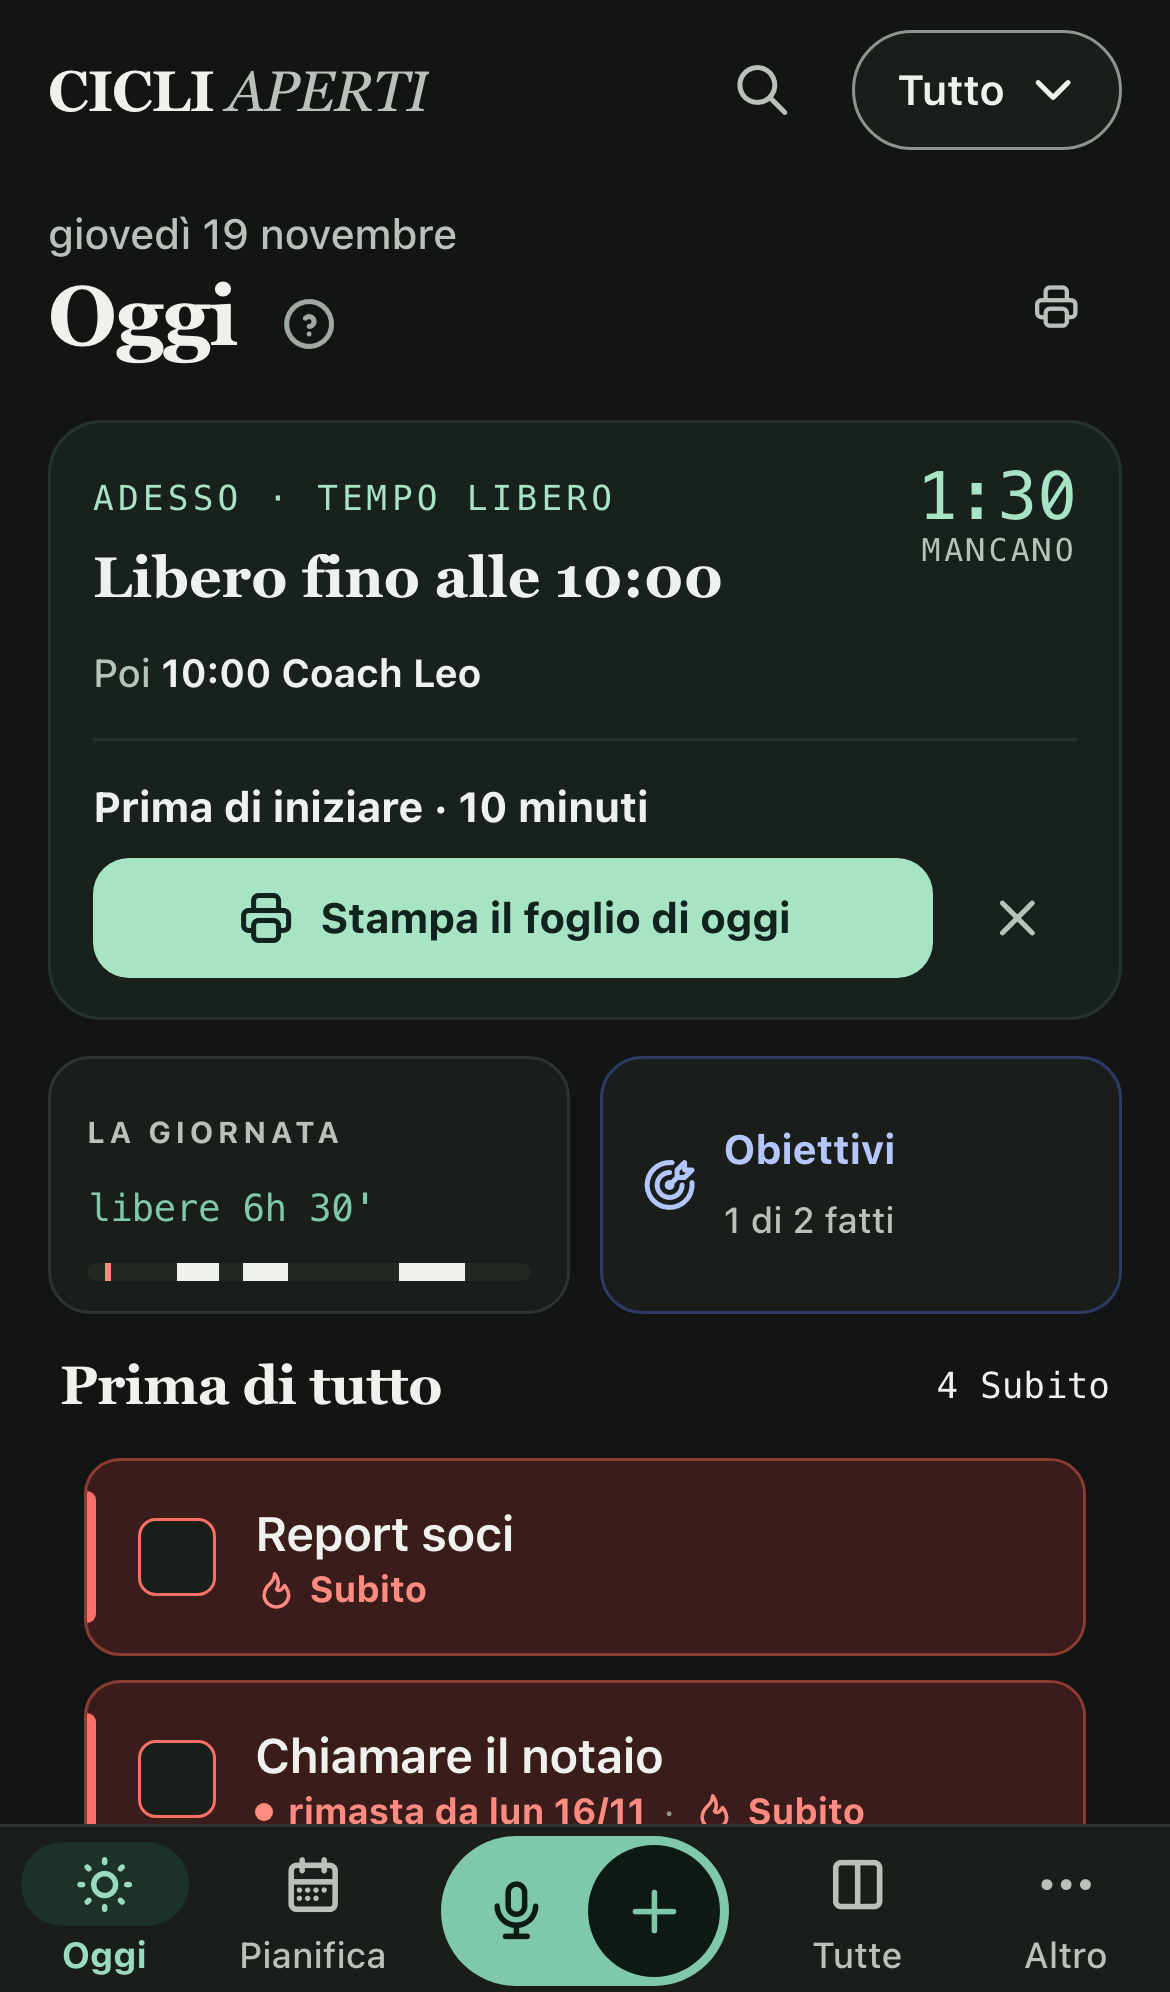 CICLI APERTI
Tutto
giovedì 19 novembre
Oggi
ADESSO · TEMPO LIBERO
1:30
MANCANO
Libero fino alle 10:00
Poi 10:00 Coach Leo
Prima di iniziare · 10 minuti
Stampa il foglio di oggi
LA GIORNATA
libere 6h 30'
Obiettivi
1 di 2 fatti
Prima di tutto
4 Subito
Report soci
Subito
Chiamare il notaio
rimasta da lun 16/11 · Subito
Oggi
Pianifica
Tutte
Altro